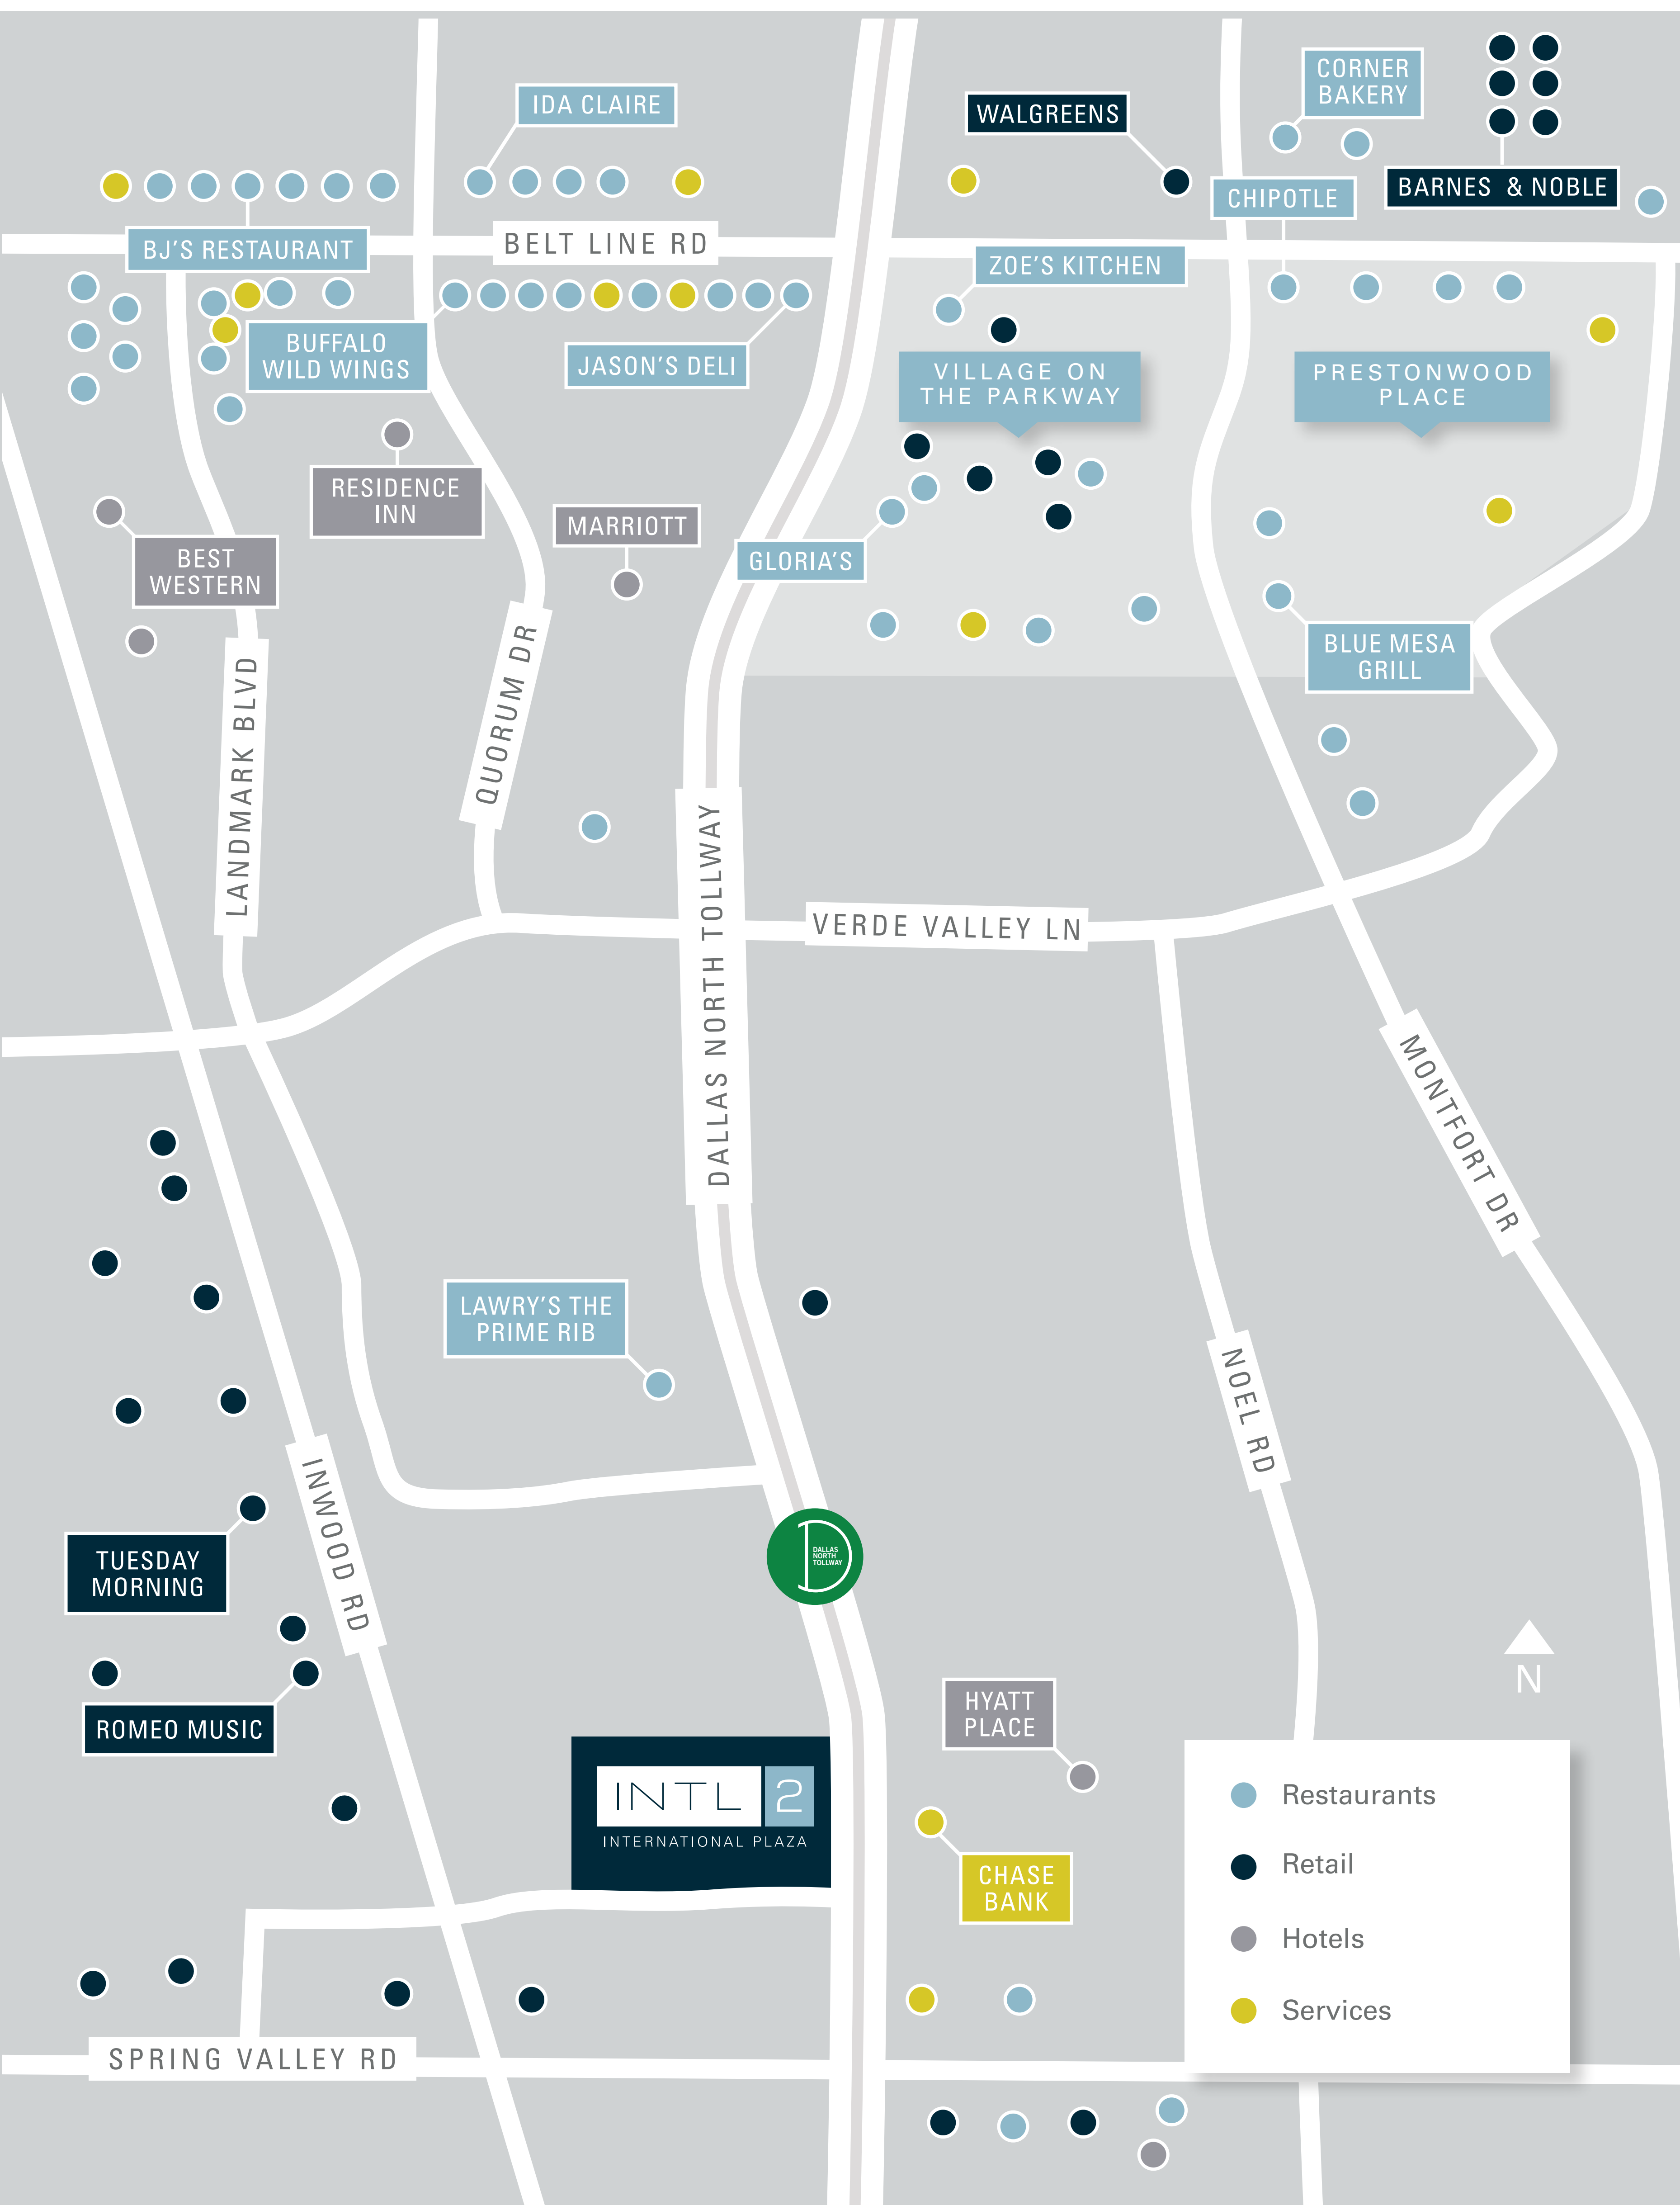 CORNER
BAKERY
IDA CLAIRE
WALGREENS
BARNES & NOBLE
CHIPOTLE
BJ'S RESTAURANT
BELT LINE RD
ZOE'S KITCHEN
BUFFALO
WILD WINGS
JASON'S DELI
VILLAGE ON
THE PARKWAY
PRESTONWOOD
PLACE
RESIDENCE
INN
MARRIOTT
BEST
WESTERN
GLORIA'S
BLUE MESA
GRILL
QUORUM DR
LANDMARK BLVD
DALLAS NORTH TOLLWAY
VERDE VALLEY LN
MONTFORT DR
LAWRY'S THE
PRIME RIB
NOEL RD
INWOOD RD
TUESDAY
MORNING
DALLAS
NORTH
TOLLWAY
N
ROMEO MUSIC
HYATT
PLACE
INTL 2
INTERNATIONAL PLAZA
CHASE
BANK
Restaurants
Retail
Hotels
Services
SPRING VALLEY RD